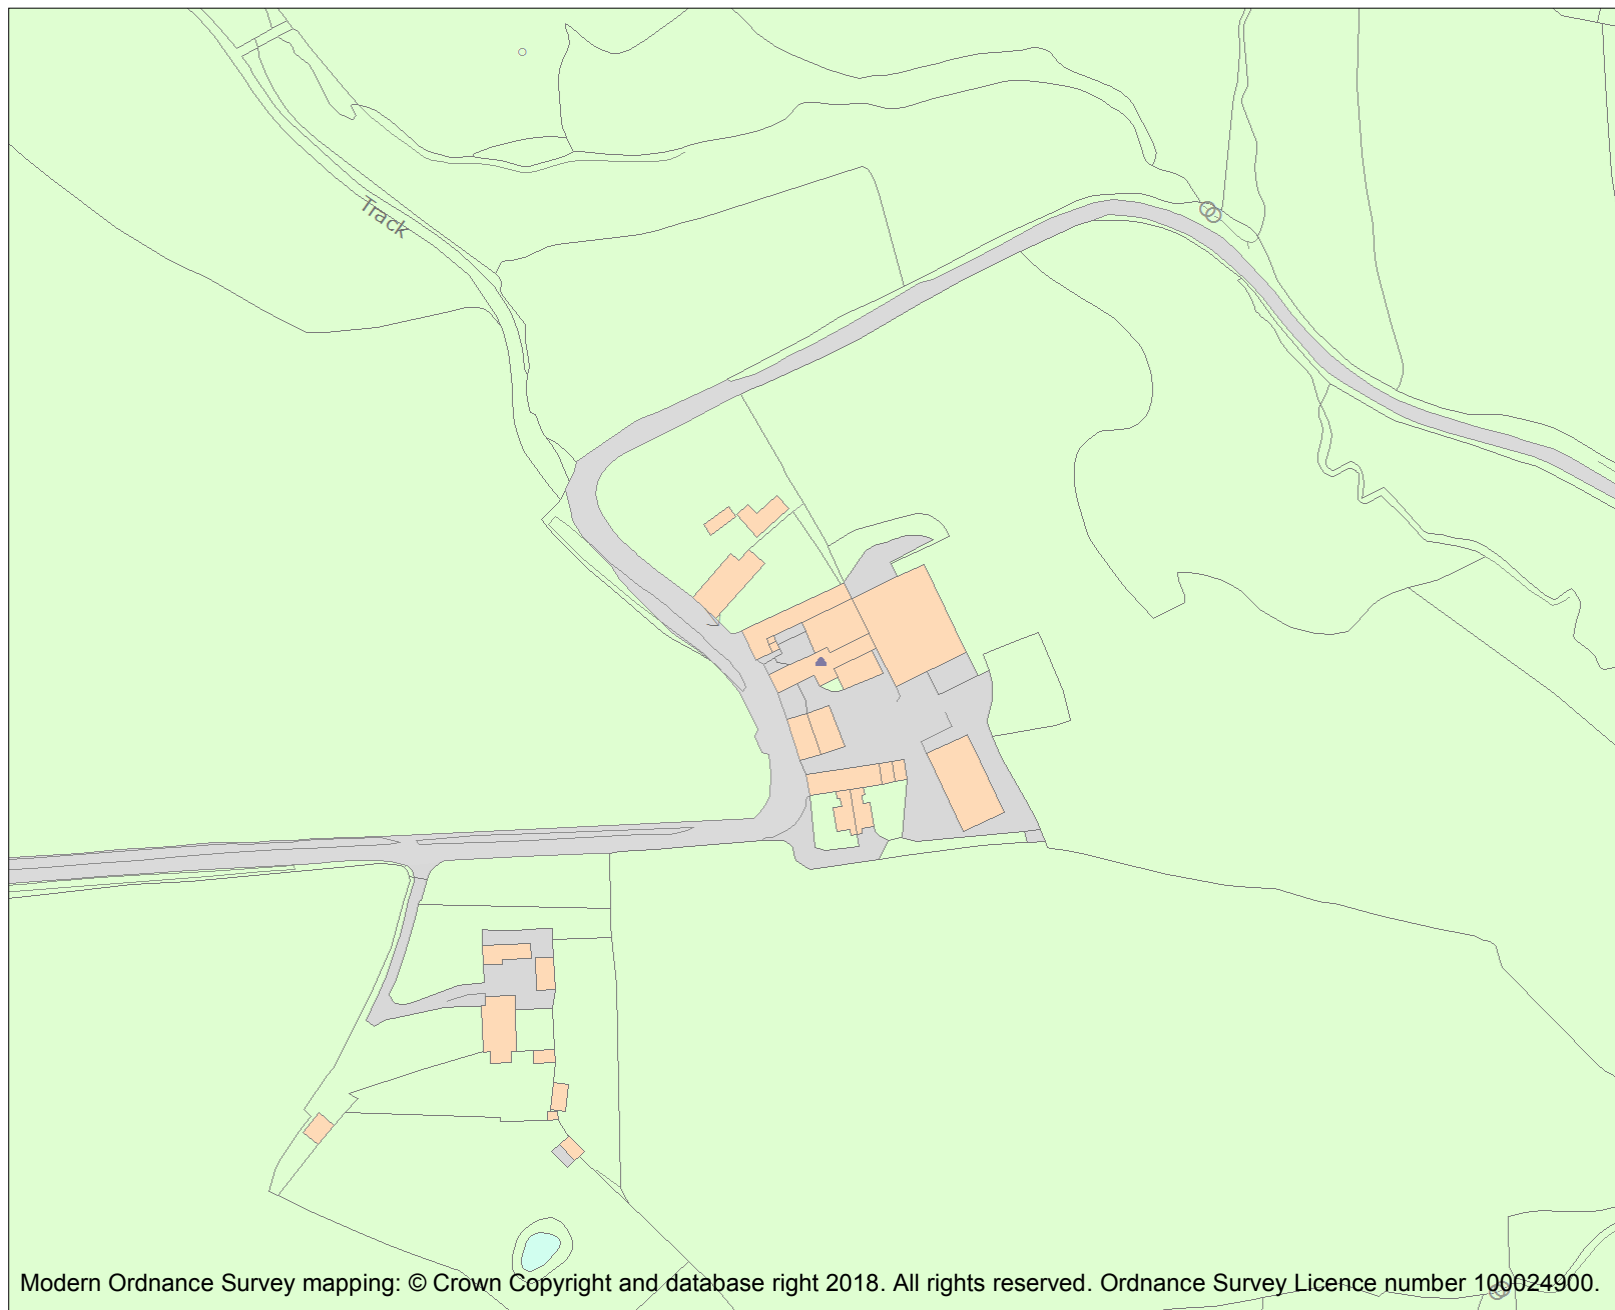 Track
Modern Ordnance Survey mapping: © Crown Copyright and database right 2018. All rights reserved. Ordnance Survey Licence number 100024900.